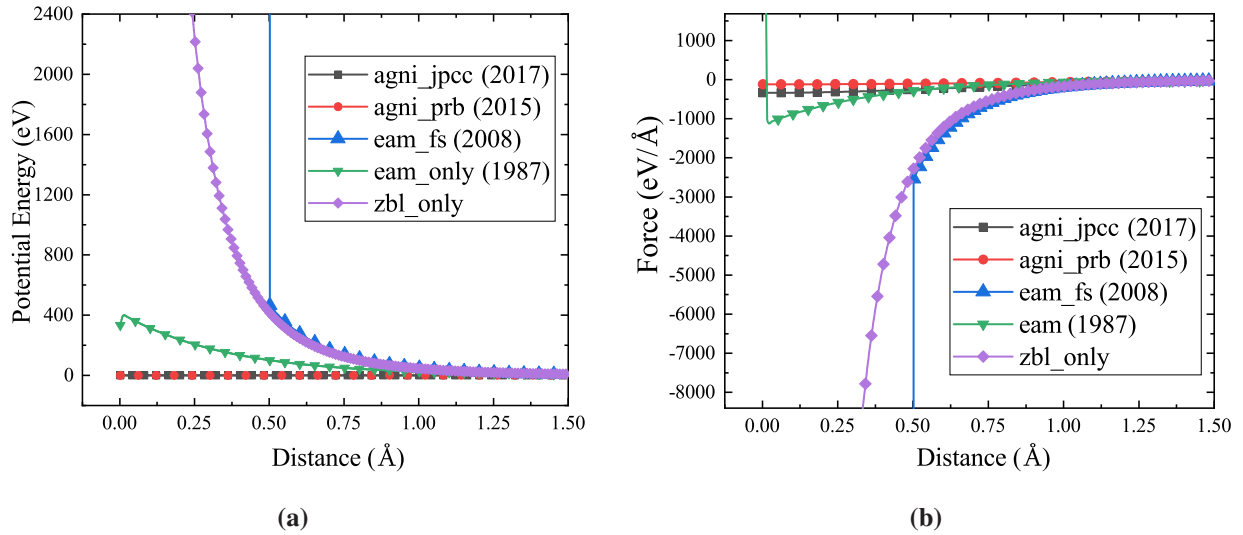 2400
2000
1600
1200
800
400
0
Potential Energy (eV)
agni_jpcc (2017)
agni_prb (2015)
eam_fs (2008)
eam_only (1987)
zbl_only
0.00 0.25 0.50 0.75 1.00 1.25 1.50
Distance (Å)
(a)
1000
0
-1000
-2000
-3000
-4000
-5000
-6000
-7000
-8000
Force (eV/Å)
agni_jpcc (2017)
agni_prb (2015)
eam_fs (2008)
eam (1987)
zbl_only
0.00 0.25 0.50 0.75 1.00 1.25 1.50
Distance (Å)
(b)